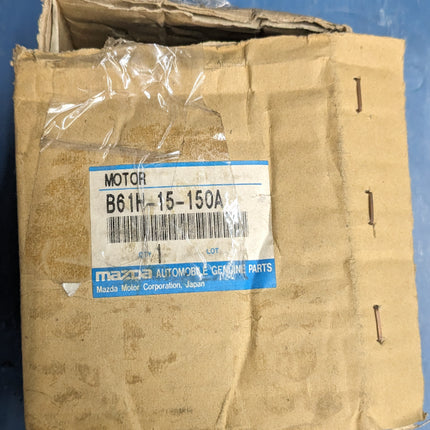 MOTOR
B61H-15-150A
QTY. 1 LOT.
mazda AUTOMOBILE GENUINE PARTS
Mazda Motor Corporation, Japan